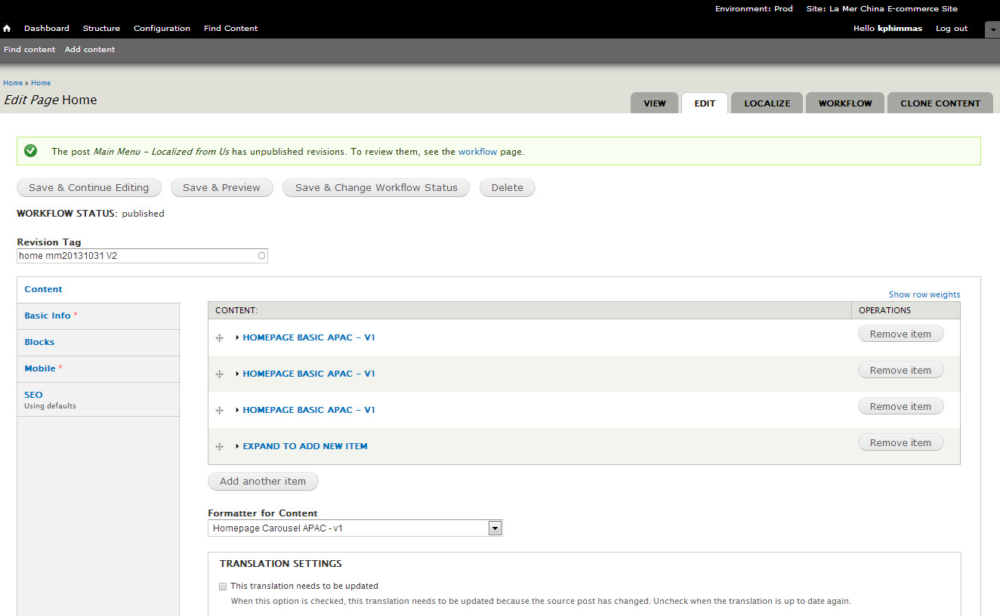 Environment: Prod Site: La Mer China E-commerce Site
Dashboard Structure Configuration Find Content Hello kphimmas Log out
Find content Add content
Home » Home
Edit Page Home
VIEW EDIT LOCALIZE WORKFLOW CLONE CONTENT
The post Main Menu - Localized from Us has unpublished revisions. To review them, see the workflow page.
Save & Continue Editing Save & Preview Save & Change Workflow Status Delete
WORKFLOW STATUS: published
Revision Tag
home mm20131031 V2
Content
Basic Info *
Blocks
Mobile *
SEO
Using defaults
Show row weights
CONTENT: OPERATIONS
HOMEPAGE BASIC APAC - V1 Remove item
HOMEPAGE BASIC APAC - V1 Remove item
HOMEPAGE BASIC APAC - V1 Remove item
EXPAND TO ADD NEW ITEM Remove item
Add another item
Formatter for Content
Homepage Carousel APAC - v1
TRANSLATION SETTINGS
This translation needs to be updated
When this option is checked, this translation needs to be updated because the source post has changed. Uncheck when the translation is up to date again.